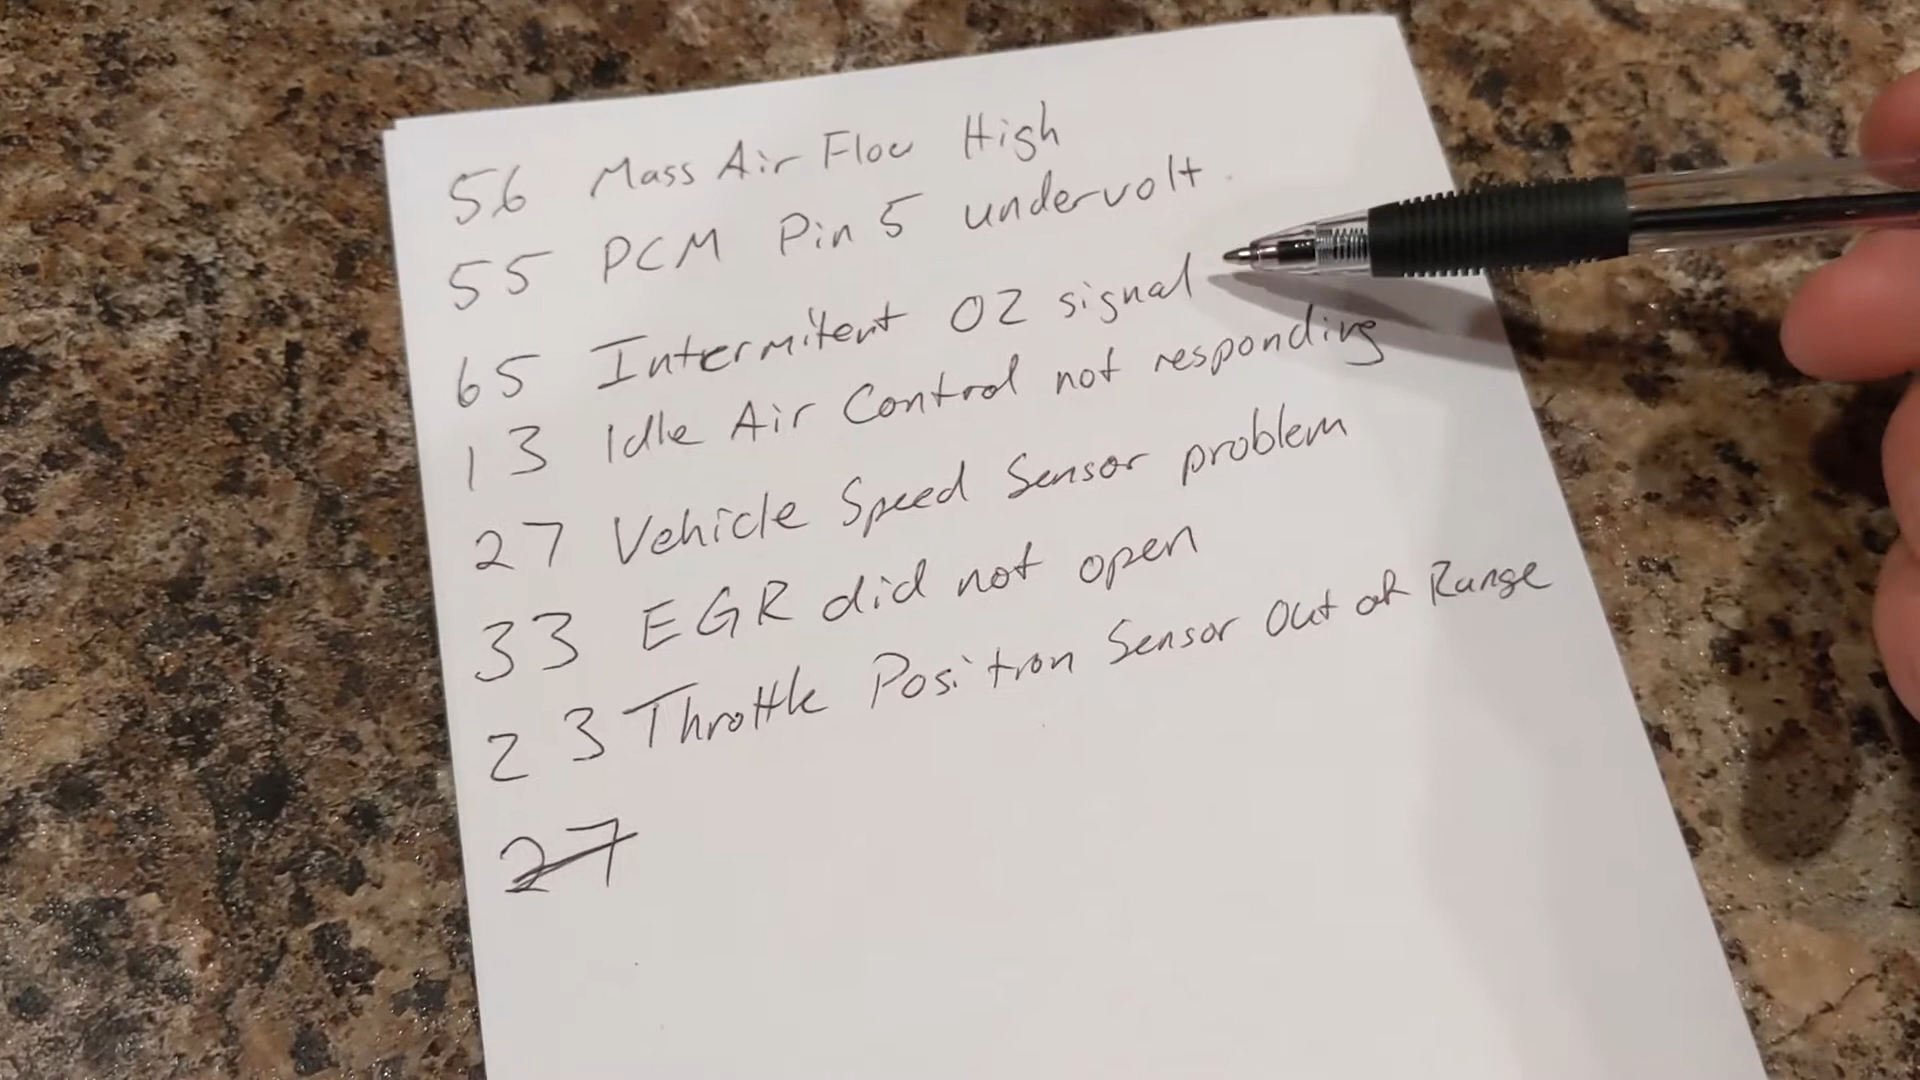 56 Mass Air Flow High
55 PCM Pin 5 undervolt
65 Intermitent O2 signal
13 Idle Air Control not responding
27 Vehicle Speed Sensor problem
33 EGR did not open
23 Throttle Position Sensor Out of Range
27